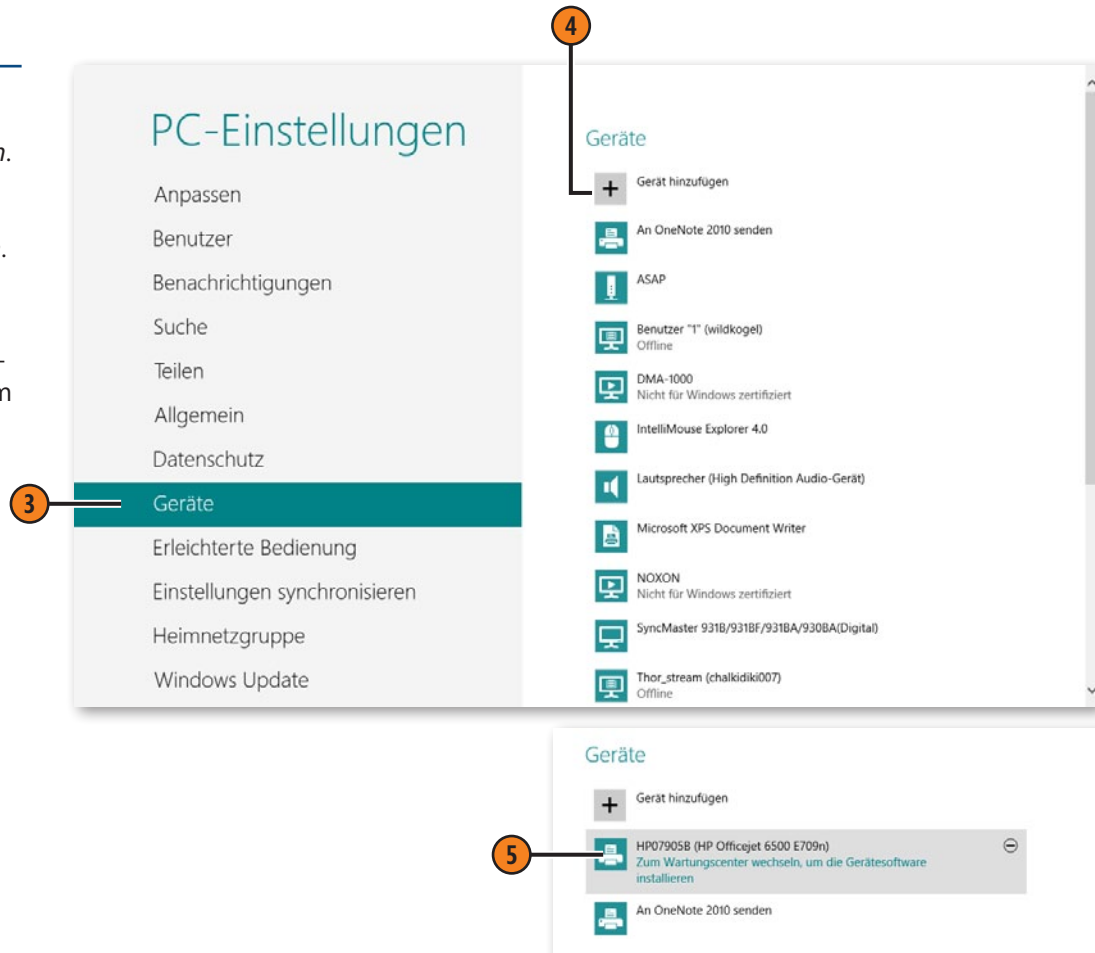 4
n.
.
-
m
PC-Einstellungen
Anpassen
Benutzer
Benachrichtigungen
Suche
Teilen
Allgemein
Datenschutz
3
Geräte
Erleichterte Bedienung
Einstellungen synchronisieren
Heimnetzgruppe
Windows Update
Geräte
+ Gerät hinzufügen
An OneNote 2010 senden
ASAP
Benutzer "1" (wildkogel)
Offline
DMA-1000
Nicht für Windows zertifiziert
IntelliMouse Explorer 4.0
Lautsprecher (High Definition Audio-Gerät)
Microsoft XPS Document Writer
NOXON
Nicht für Windows zertifiziert
SyncMaster 931B/931BF/931BA/930BA(Digital)
Thor_stream (chalkidiki007)
Offline
Geräte
+ Gerät hinzufügen
5
HP07905B (HP Officejet 6500 E709n)
Zum Wartungscenter wechseln, um die Gerätesoftware
installieren
An OneNote 2010 senden